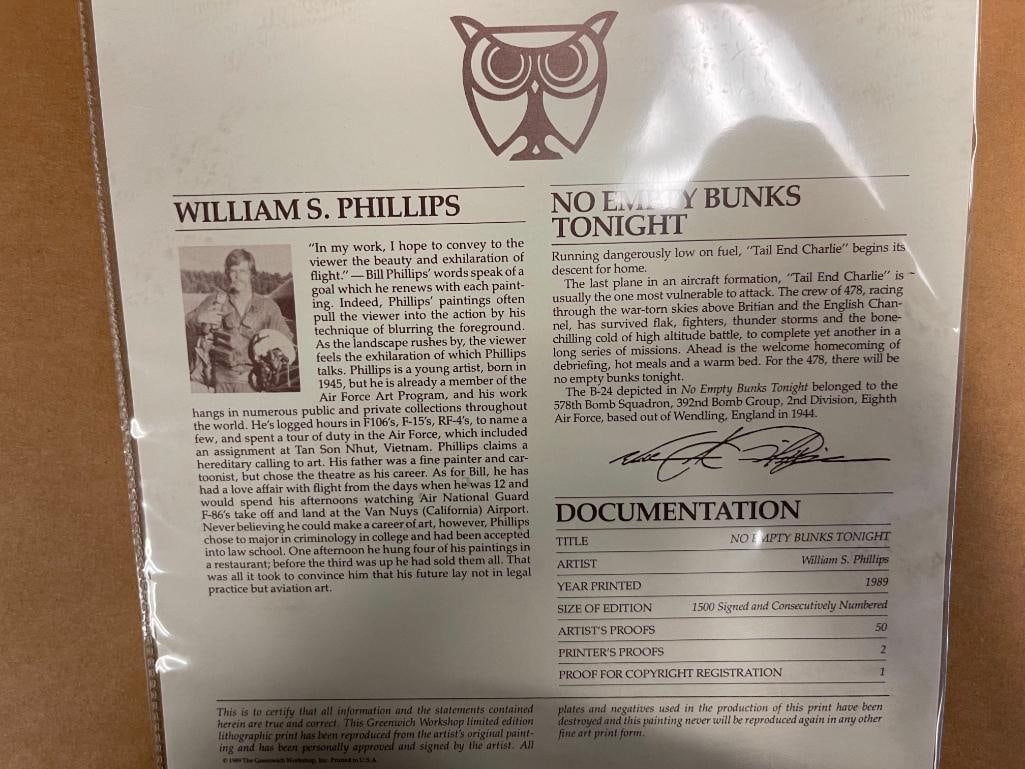 WILLIAM S. PHILLIPS
"In my work, I hope to convey to the
viewer the beauty and exhilaration of
flight." — Bill Phillips' words speak of a
goal which he renews with each paint-
ing. Indeed, Phillips' paintings often
pull the viewer into the action by his
technique of blurring the foreground.
As the landscape rushes by, the viewer
feels the exhilaration of which Phillips
talks. Phillips is a young artist, born in
1945, but he is already a member of the
Air Force Art Program, and his work
hangs in numerous public and private collections throughout
the world. He's logged hours in F106's, F-15's, RF-4's, to name a
few, and spent a tour of duty in the Air Force, which included
an assignment at Tan Son Nhut, Vietnam. Phillips claims a
hereditary calling to art. His father was a fine painter and car-
toonist, but chose the theatre as his career. As for Bill, he has
had a love affair with flight from the days when he was 12 and
would spend his afternoons watching Air National Guard
F-86's take off and land at the Van Nuys (California) Airport.
Never believing he could make a career of art, however, Phillips
chose to major in criminology in college and had been accepted
into law school. One afternoon he hung four of his paintings in
a restaurant; before the third was up he had sold them all. That
was all it took to convince him that his future lay not in legal
practice but aviation art.
NO EMPTY BUNKS
TONIGHT
Running dangerously low on fuel, "Tail End Charlie" begins its
descent for home.
The last plane in an aircraft formation, "Tail End Charlie" is
usually the one most vulnerable to attack. The crew of 478, racing
through the war-torn skies above Britian and the English Chan-
nel, has survived flak, fighters, thunder storms and the bone-
chilling cold of high altitude battle, to complete yet another in a
long series of missions. Ahead is the welcome homecoming of
debriefing, hot meals and a warm bed. For the 478, there will be
no empty bunks tonight.
The B-24 depicted in No Empty Bunks Tonight belonged to the
578th Bomb Squadron, 392nd Bomb Group, 2nd Division, Eighth
Air Force, based out of Wendling, England in 1944.
DOCUMENTATION
TITLE NO EMPTY BUNKS TONIGHT
ARTIST William S. Phillips
YEAR PRINTED 1989
SIZE OF EDITION 1500 Signed and Consecutively Numbered
ARTIST'S PROOFS 50
PRINTER'S PROOFS 2
PROOF FOR COPYRIGHT REGISTRATION 1
This is to certify that all information and the statements contained
herein are true and correct. This Greenwich Workshop limited edition
lithographic print has been reproduced from the artist's original paint-
ing and has been personally approved and signed by the artist. All
plates and negatives used in the production of this print have been
destroyed and this painting never will be reproduced again in any other
fine art print form.
© 1989 The Greenwich Workshop, Inc. Printed in U.S.A.